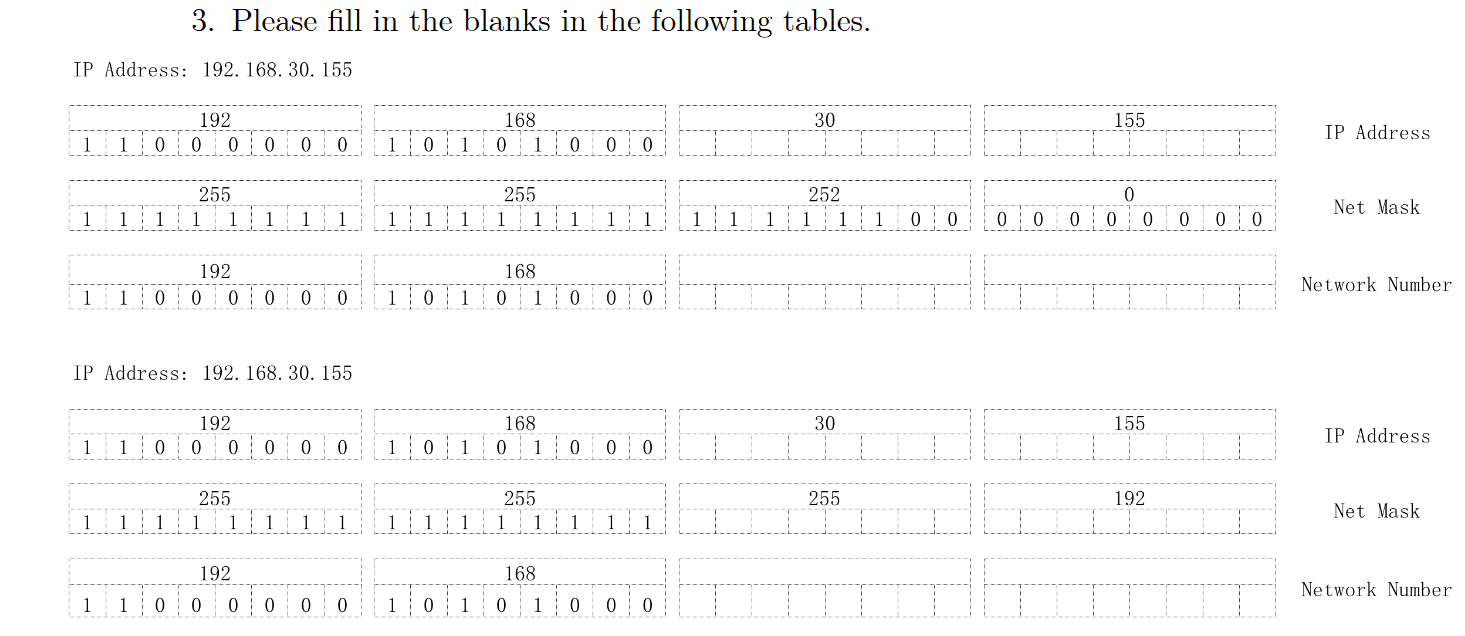 3. Please fill in the blanks in the following tables.
IP Address: 192.168.30.155
192 168 30 155 IP Address
1 1 0 0 0 0 0 0 1 0 1 0 1 0 0 0
255 255 252 0 Net Mask
1 1 1 1 1 1 1 1 1 1 1 1 1 1 1 1 1 1 1 1 1 1 0 0 0 0 0 0 0 0 0 0
192 168 Network Number
1 1 0 0 0 0 0 0 1 0 1 0 1 0 0 0
IP Address: 192.168.30.155
192 168 30 155 IP Address
1 1 0 0 0 0 0 0 1 0 1 0 1 0 0 0
255 255 255 192 Net Mask
1 1 1 1 1 1 1 1 1 1 1 1 1 1 1 1
192 168 Network Number
1 1 0 0 0 0 0 0 1 0 1 0 1 0 0 0